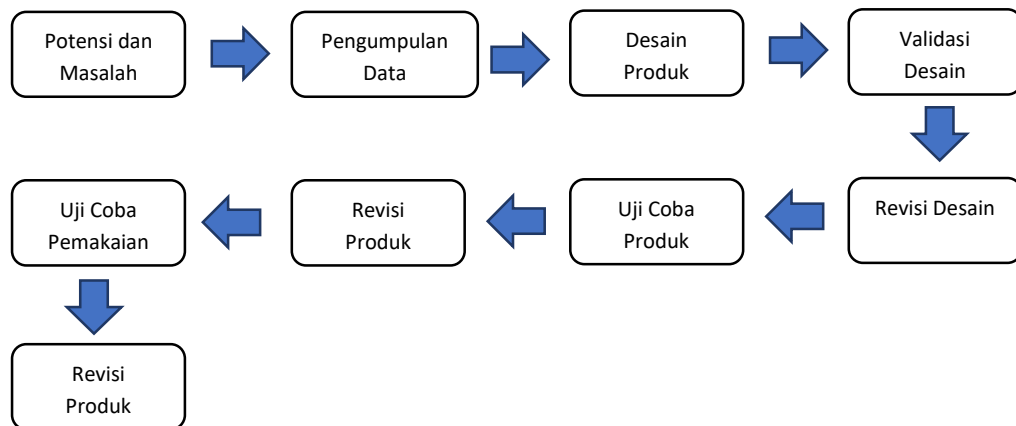 Potensi dan
Masalah
Pengumpulan
Data
Desain
Produk
Validasi
Desain
Revisi Desain
Uji Coba
Produk
Revisi
Produk
Uji Coba
Pemakaian
Revisi
Produk